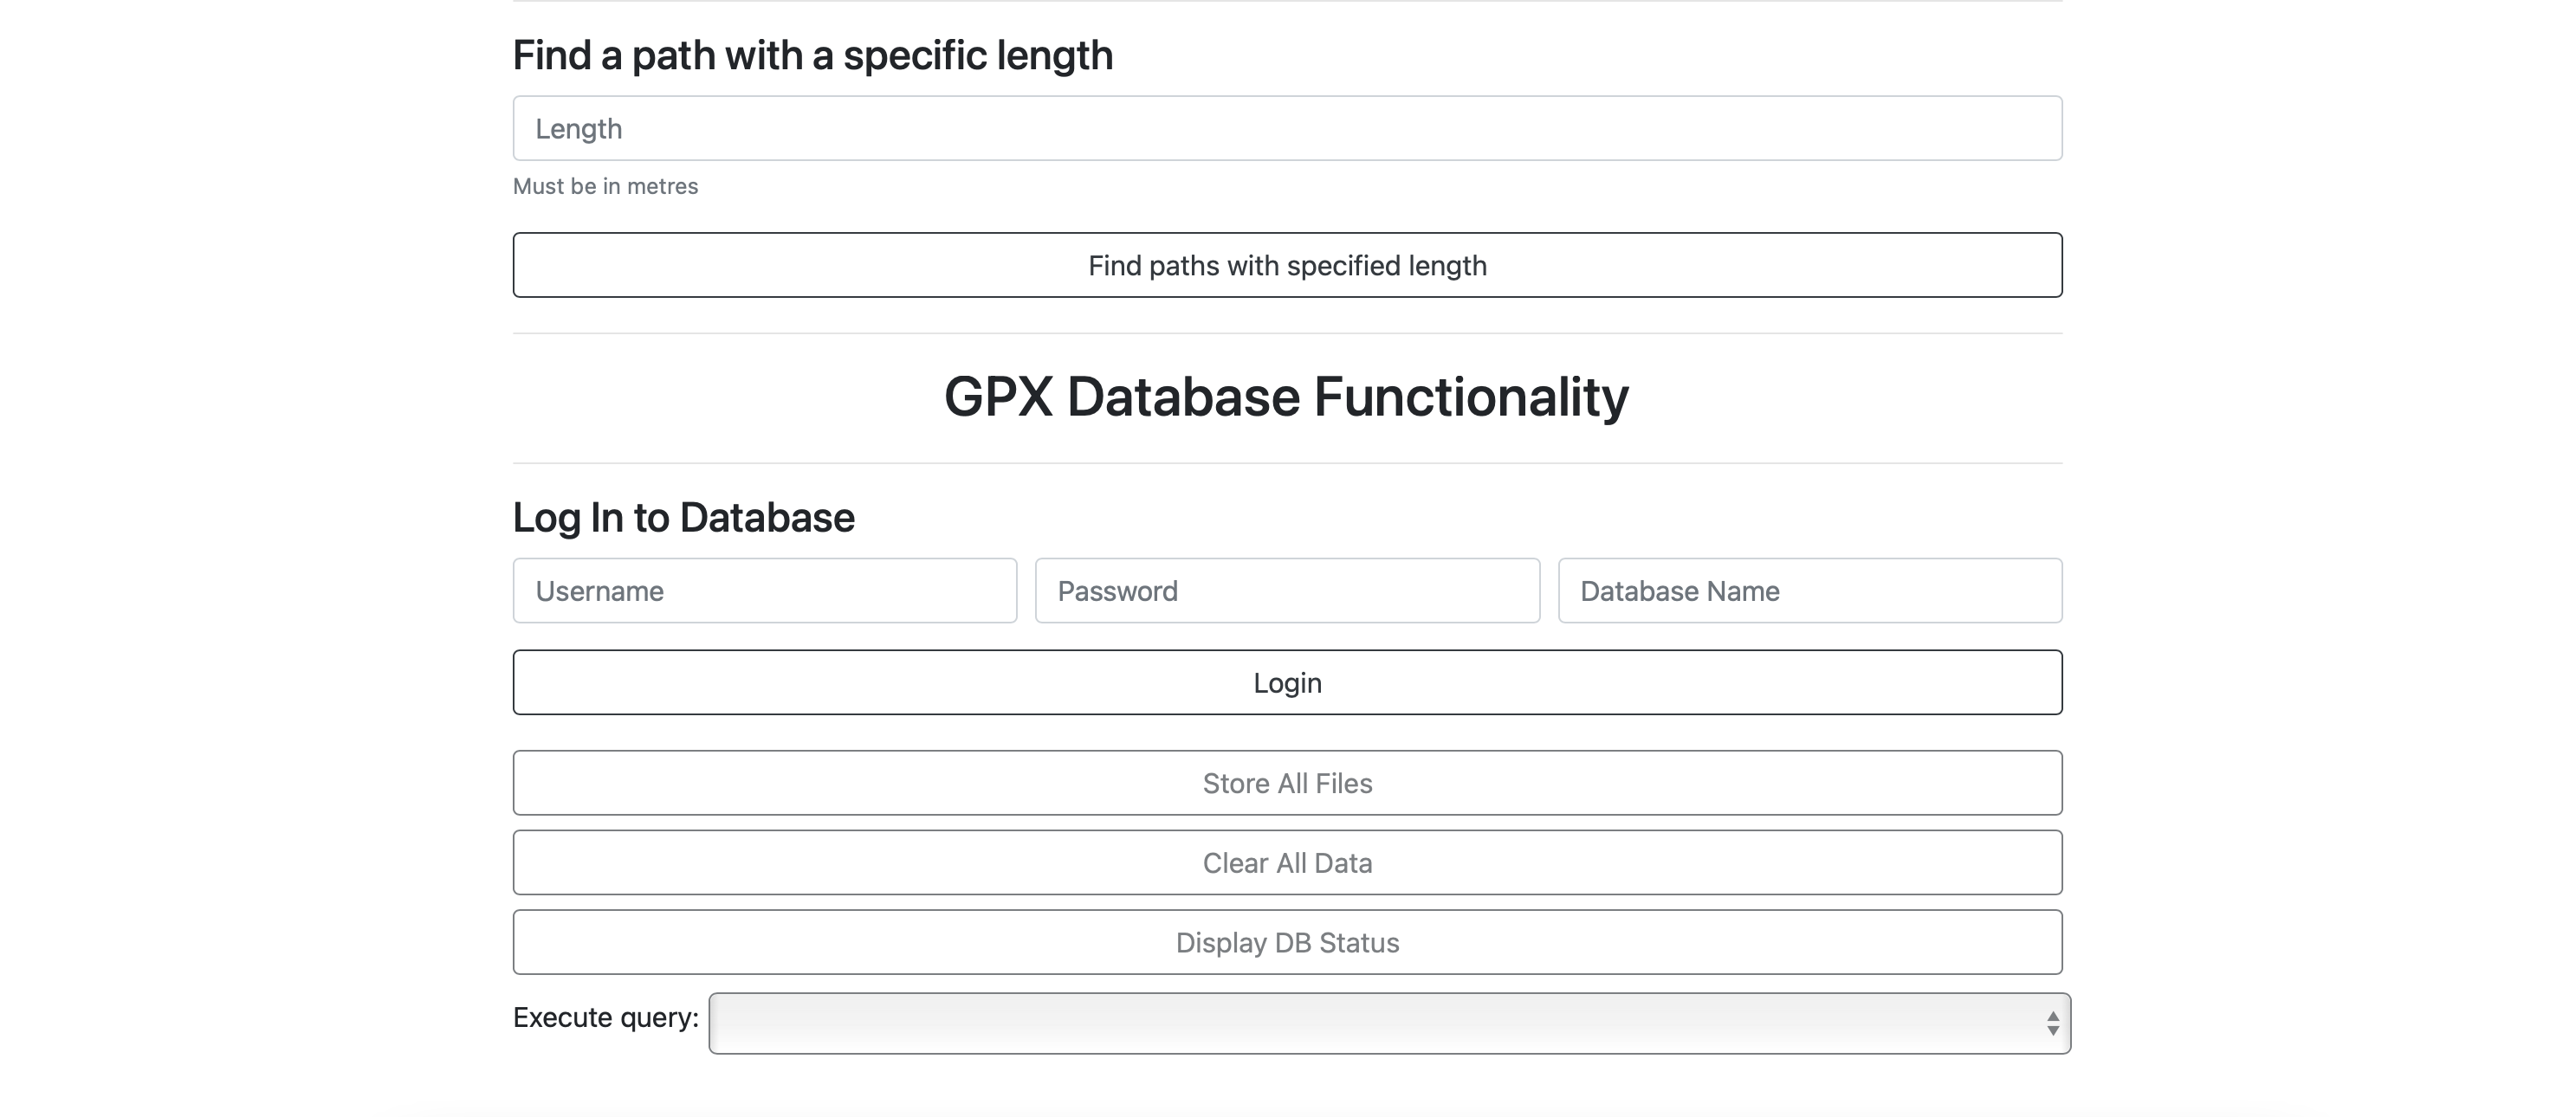 Find a path with a specific length
Length
Must be in metres
Find paths with specified length
GPX Database Functionality
Log In to Database
Username Password Database Name
Login
Store All Files
Clear All Data
Display DB Status
Execute query: